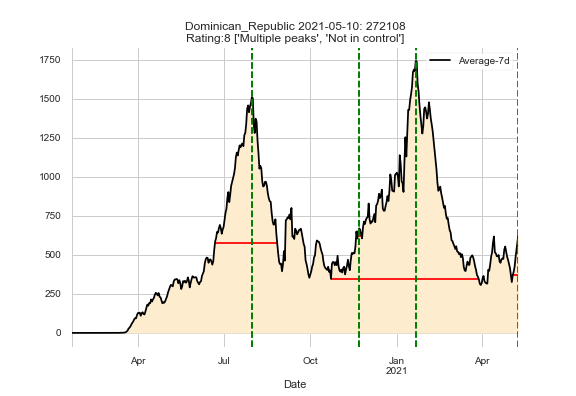 Dominican_Republic 2021-05-10: 272108
Rating:8 ['Multiple peaks', 'Not in control']
Average-7d
1750
1500
1250
1000
750
500
250
0
Apr
Jul
Oct
Jan
2021
Apr
Date